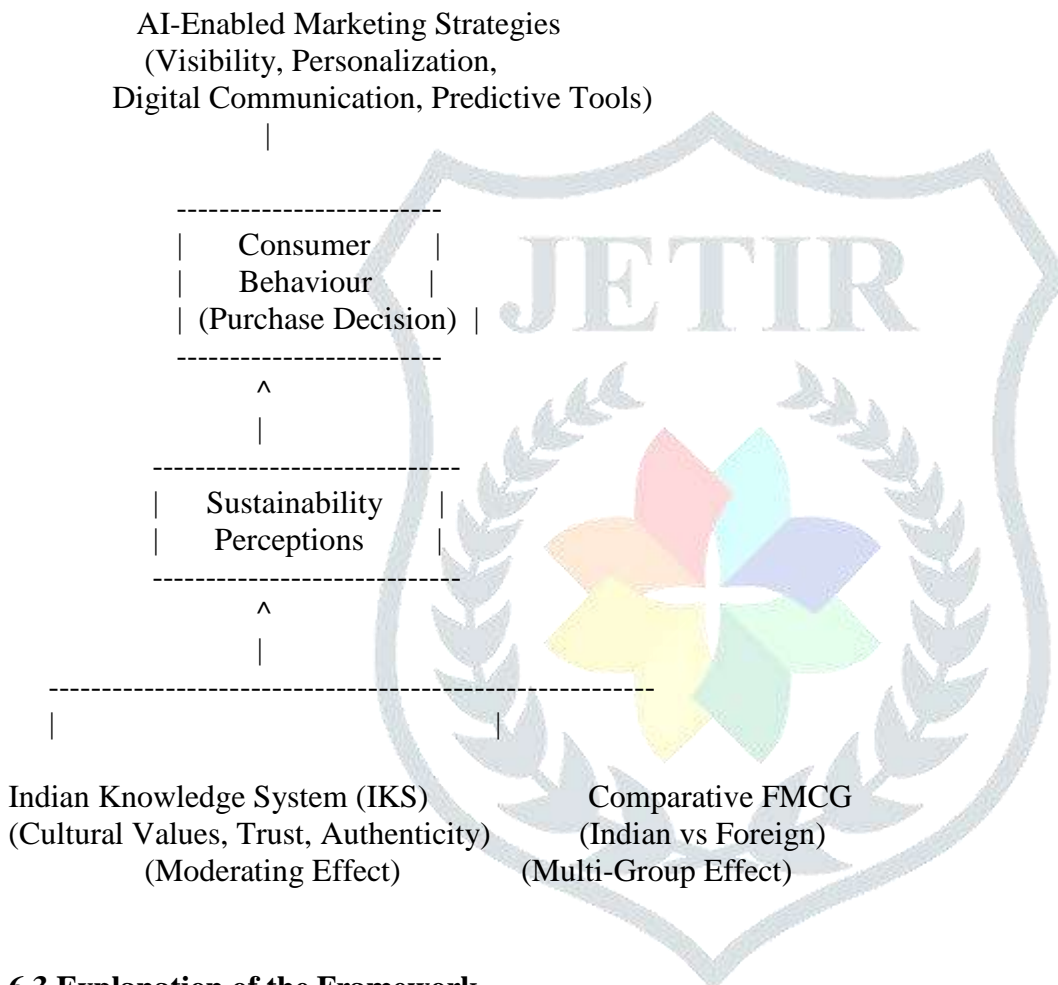 AI-Enabled Marketing Strategies
(Visibility, Personalization,
Digital Communication, Predictive Tools)
|
-------------------------
| Consumer |
| Behaviour |
| (Purchase Decision) |
-------------------------
^
|
-----------------------------
| Sustainability |
| Perceptions |
-----------------------------
^
|
----------------------------------------------------------
| |
Indian Knowledge System (IKS) Comparative FMCG
(Cultural Values, Trust, Authenticity) (Indian vs Foreign)
(Moderating Effect) (Multi-Group Effect)
JETIR
6.3 Explanation of the Framework